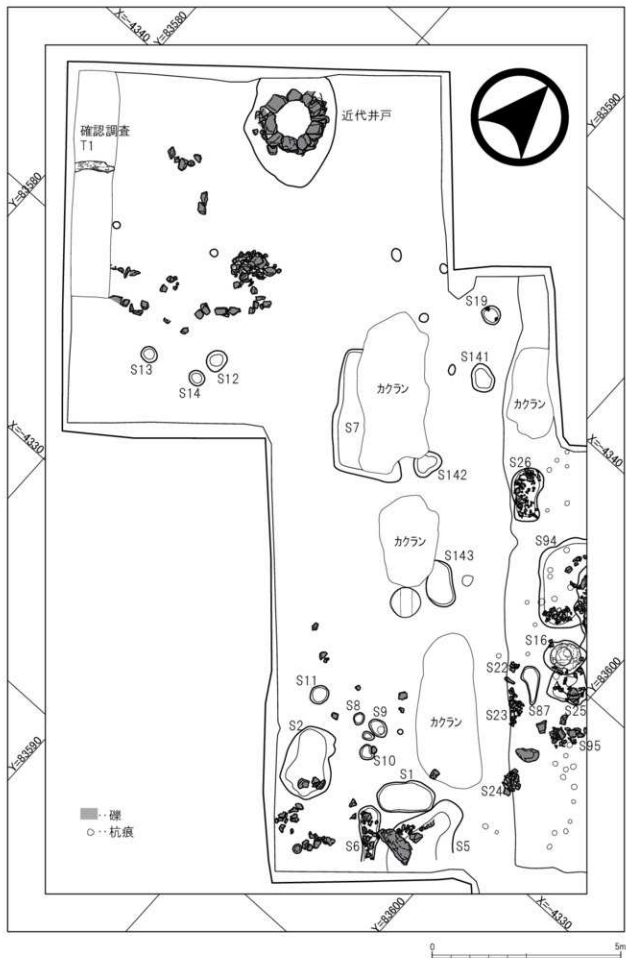 X=-4340
Y=83580
確認調査
T1
近代井戸
Y=83590
Y=83580
S19
S13
S14
S12
S141
カクラン
カクラン
S7
X=-4330
X=-4340
S142
S26
カクラン
S143
S94
S16
S22
S11
S8
S9
カクラン
S23
S87
S25
Y=83600
S2
S95
Y=83590
S10
S1
S24
‥礫
‥杭痕
S6
S5
Y=83600
X=-4330
0
5m